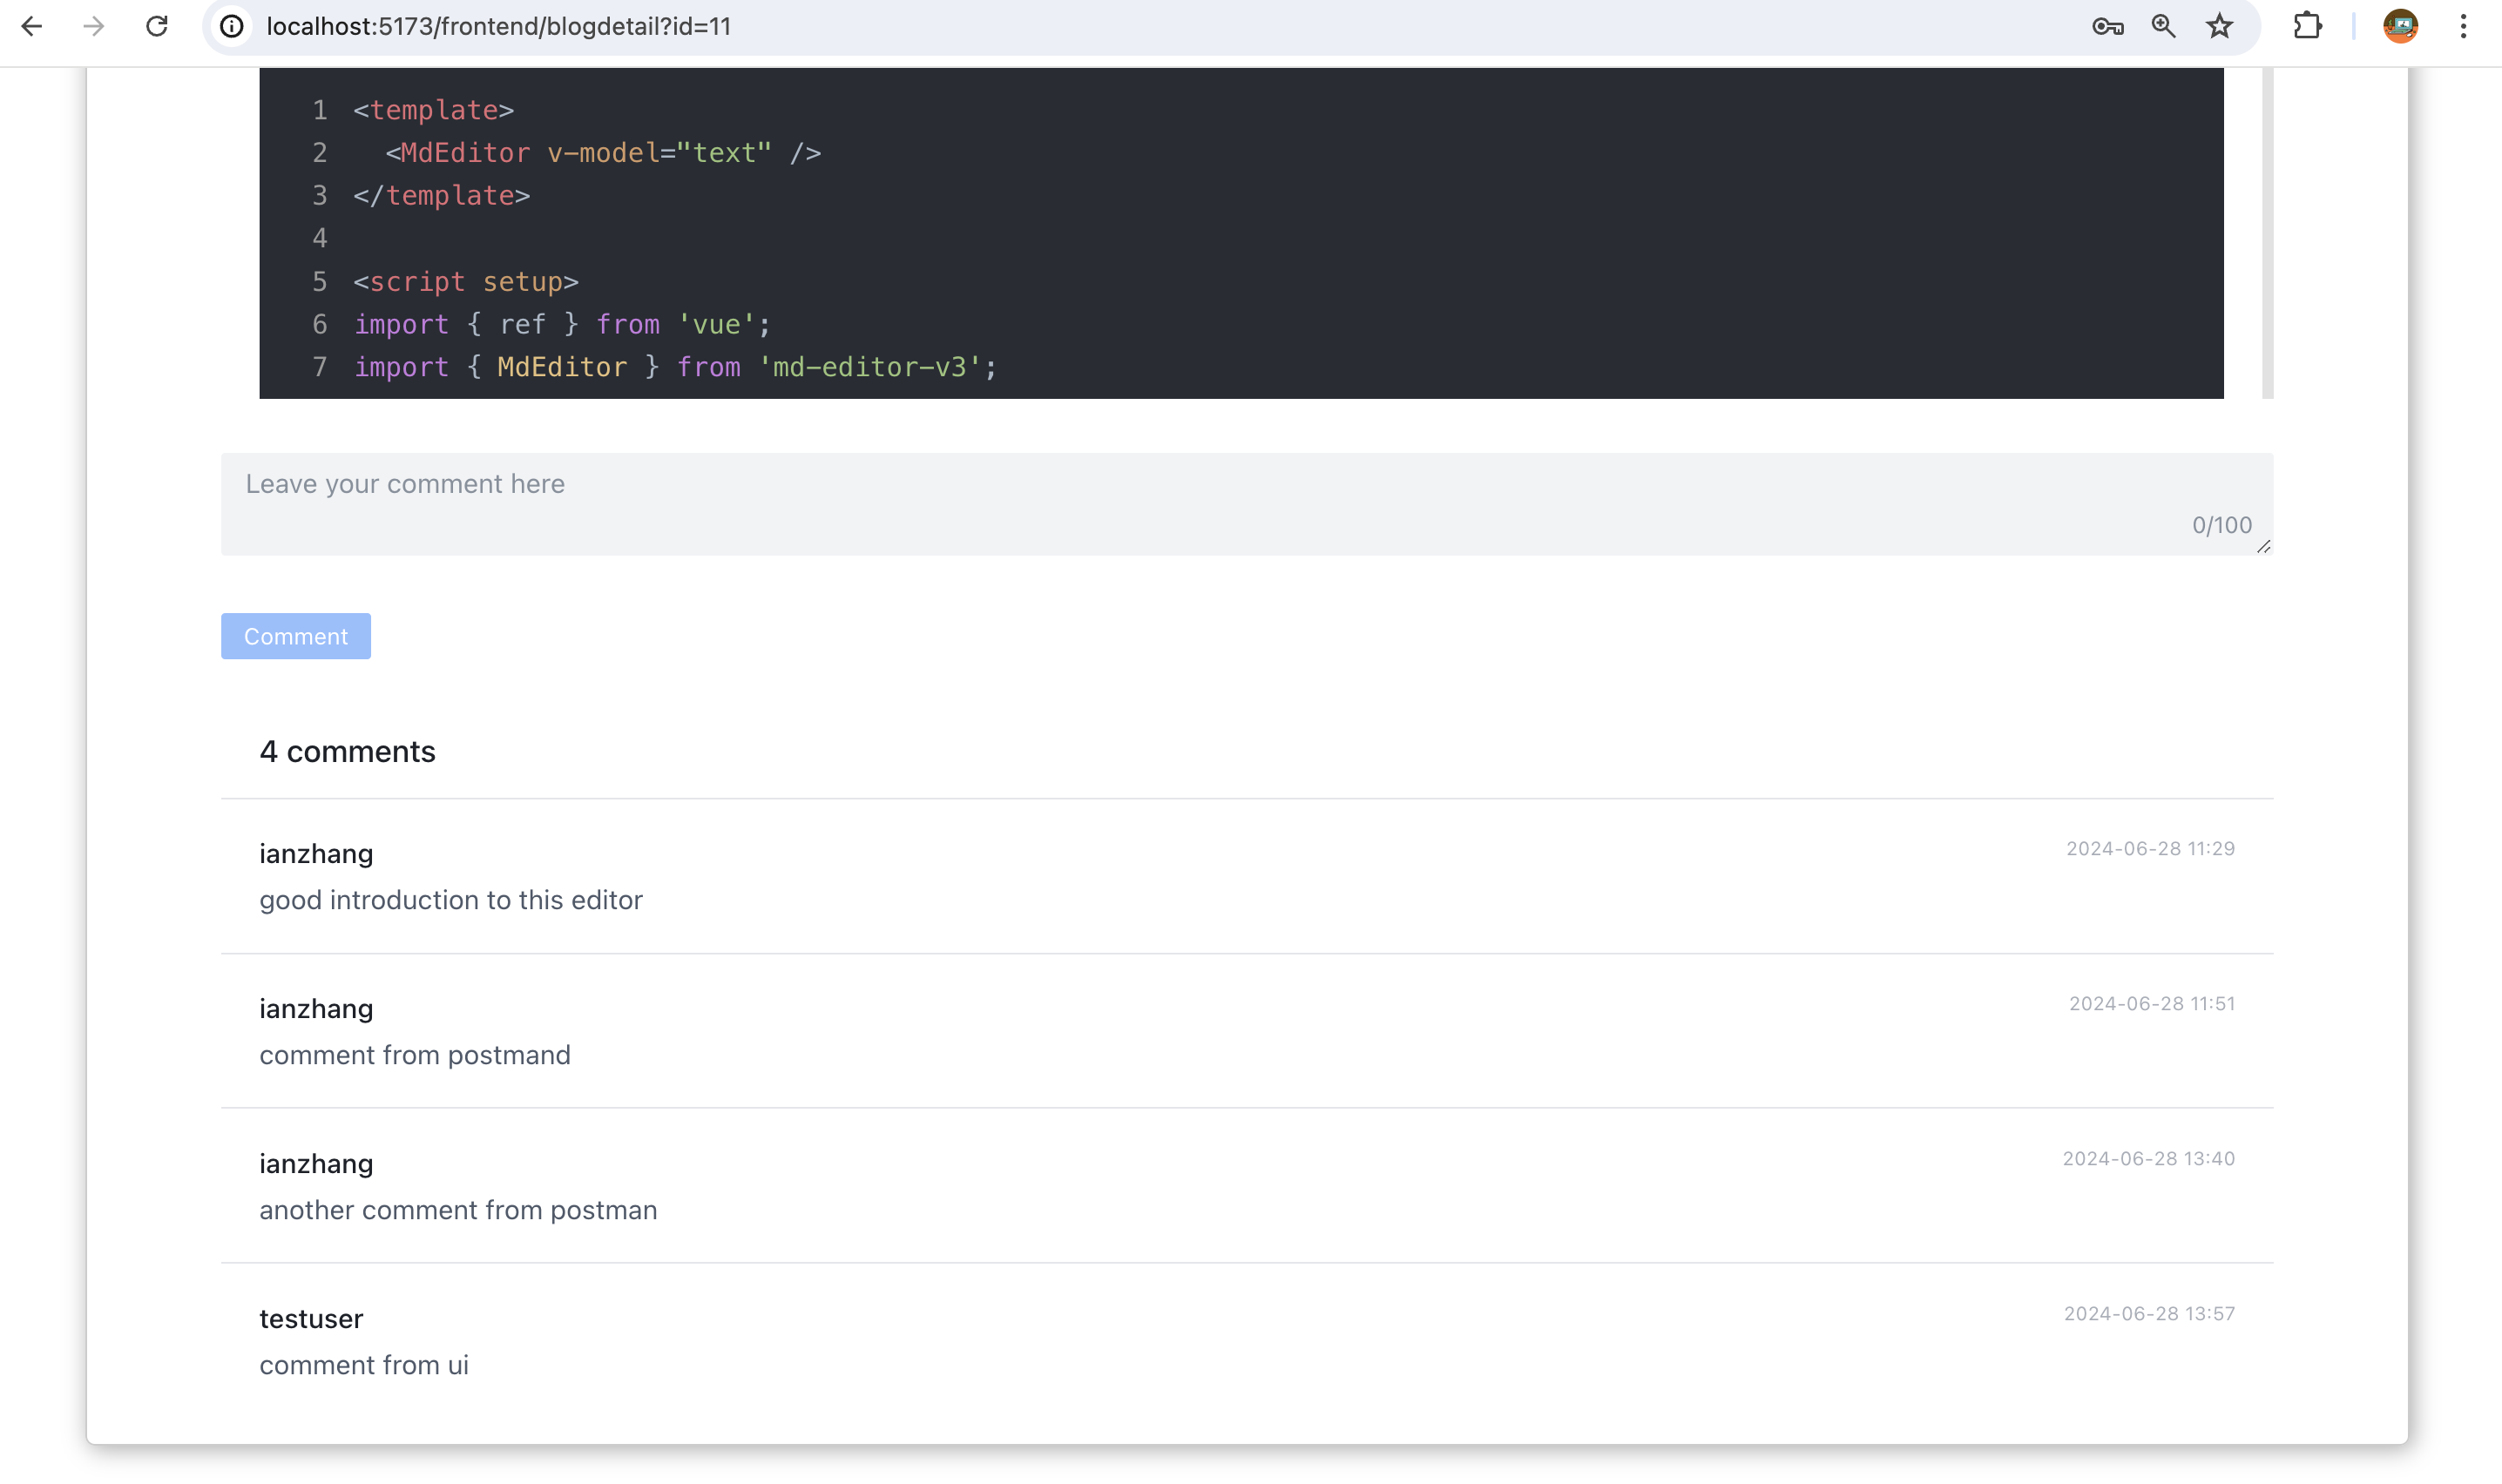 localhost:5173/frontend/blogdetail?id=11
1 <template>
2   <MdEditor v-model="text" />
3 </template>
4
5 <script setup>
6 import { ref } from 'vue';
7 import { MdEditor } from 'md-editor-v3';
Leave your comment here
0/100
Comment
4 comments
ianzhang 2024-06-28 11:29
good introduction to this editor
ianzhang 2024-06-28 11:51
comment from postmand
ianzhang 2024-06-28 13:40
another comment from postman
testuser 2024-06-28 13:57
comment from ui